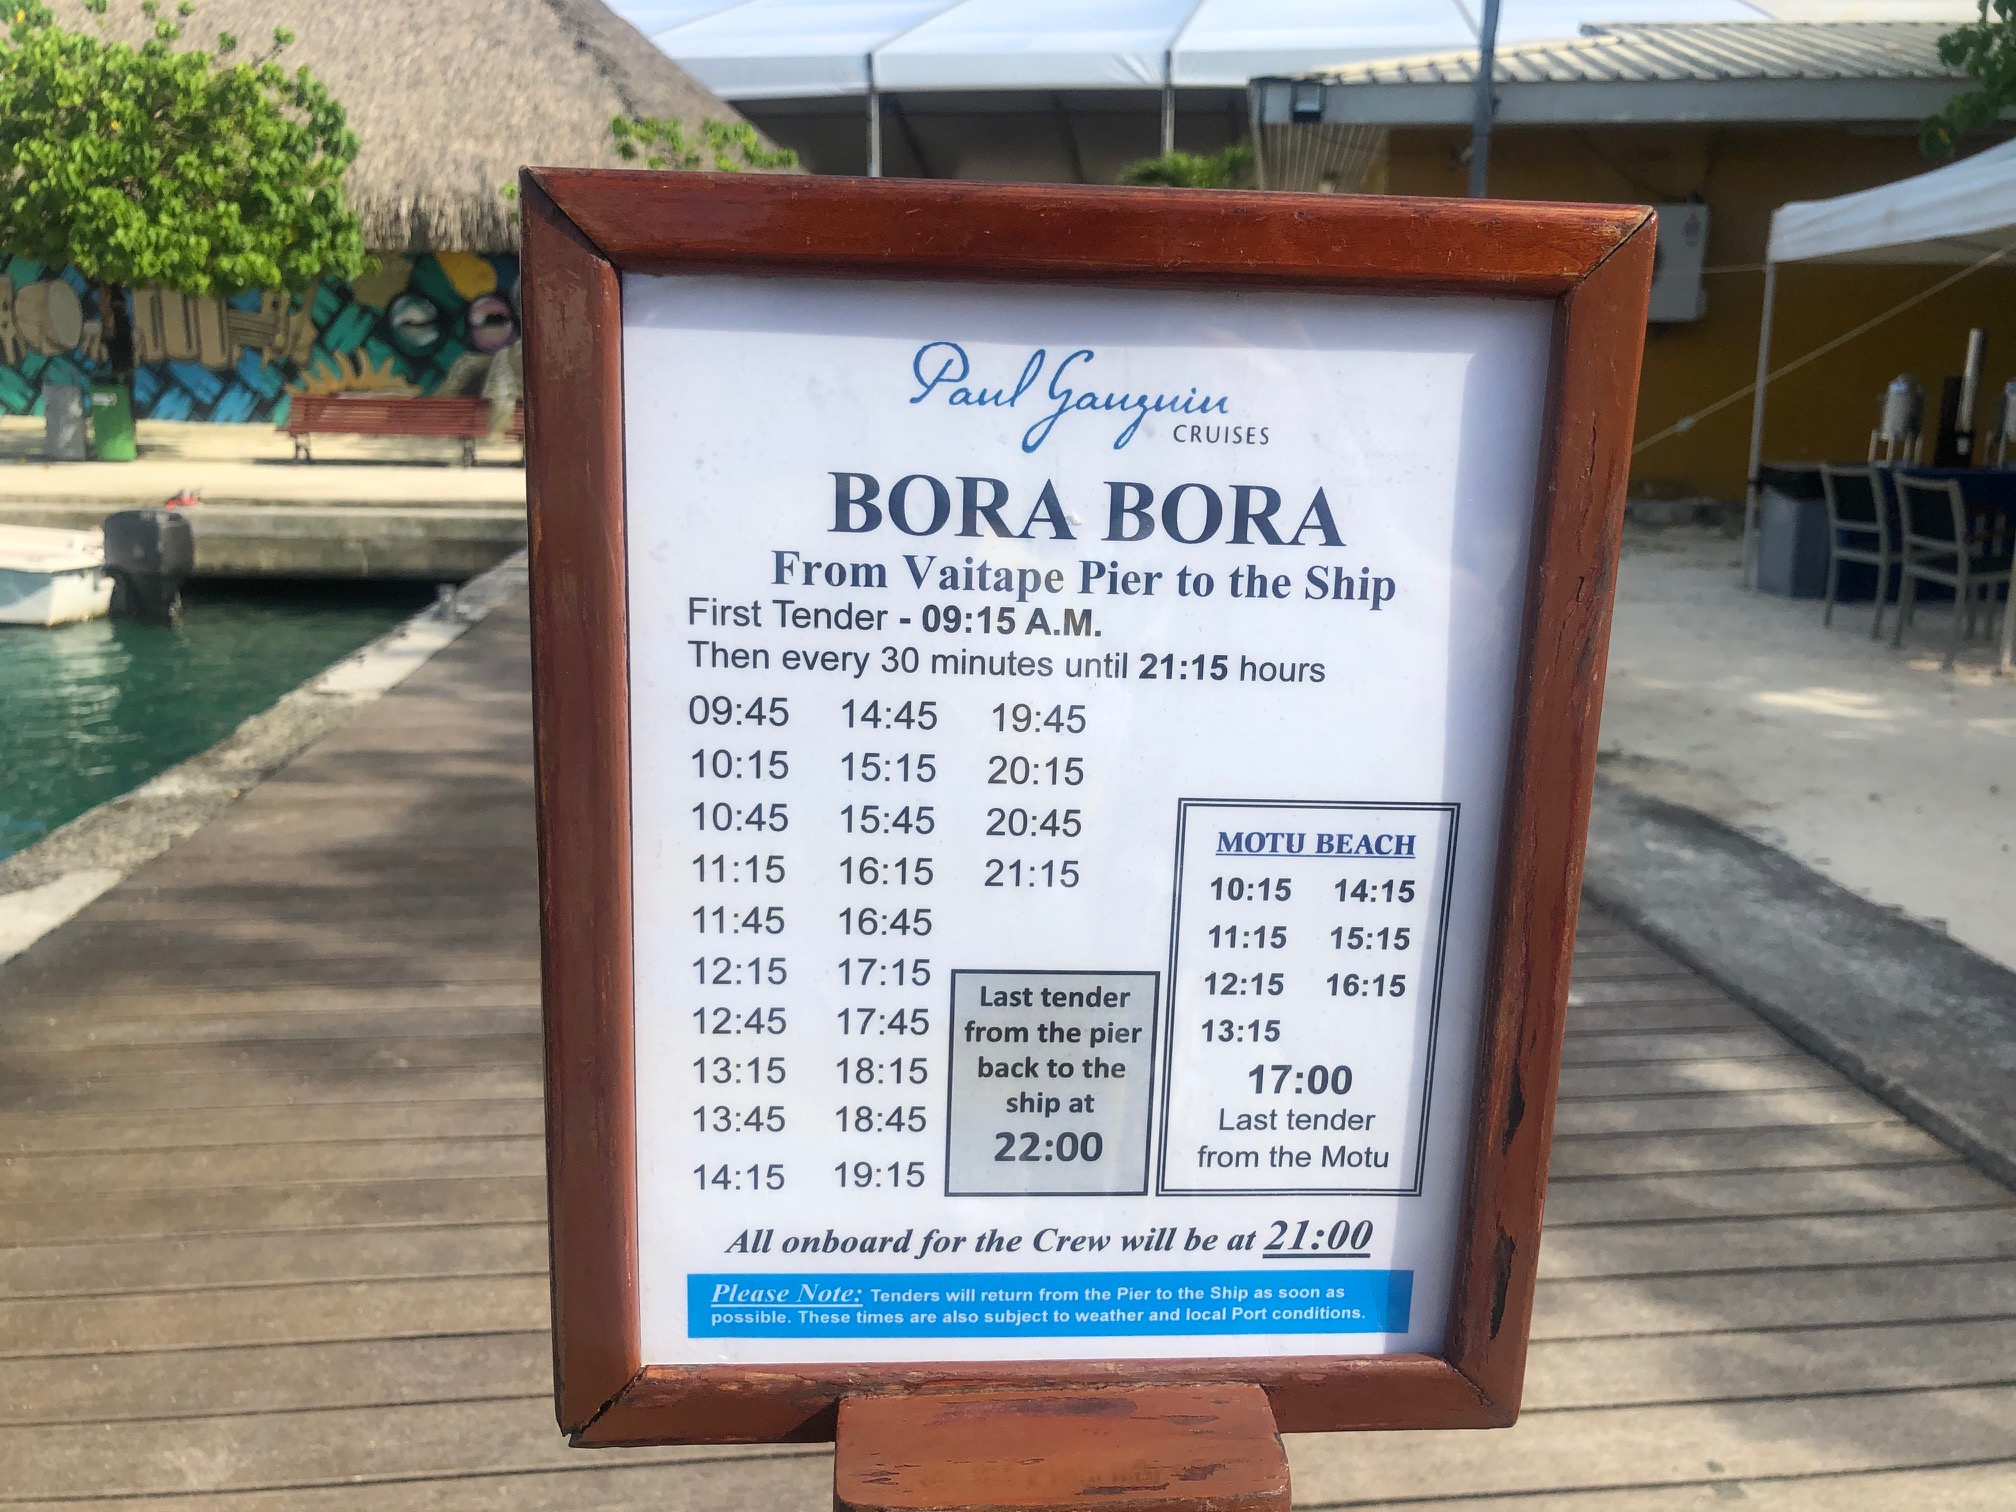 Paul Gauguin
CRUISES
BORA BORA
From Vaitape Pier to the Ship
First Tender - 09:15 A.M.
Then every 30 minutes until 21:15 hours
09:45 14:45 19:45
10:15 15:15 20:15
10:45 15:45 20:45
11:15 16:15 21:15
11:45 16:45
12:15 17:15
12:45 17:45
13:15 18:15
13:45 18:45
14:15 19:15
Last tender
from the pier
back to the
ship at
22:00
MOTU BEACH
10:15 14:15
11:15 15:15
12:15 16:15
13:15
17:00
Last tender
from the Motu
All onboard for the Crew will be at 21:00
Please Note: Tenders will return from the Pier to the Ship as soon as
possible. These times are also subject to weather and local Port conditions.